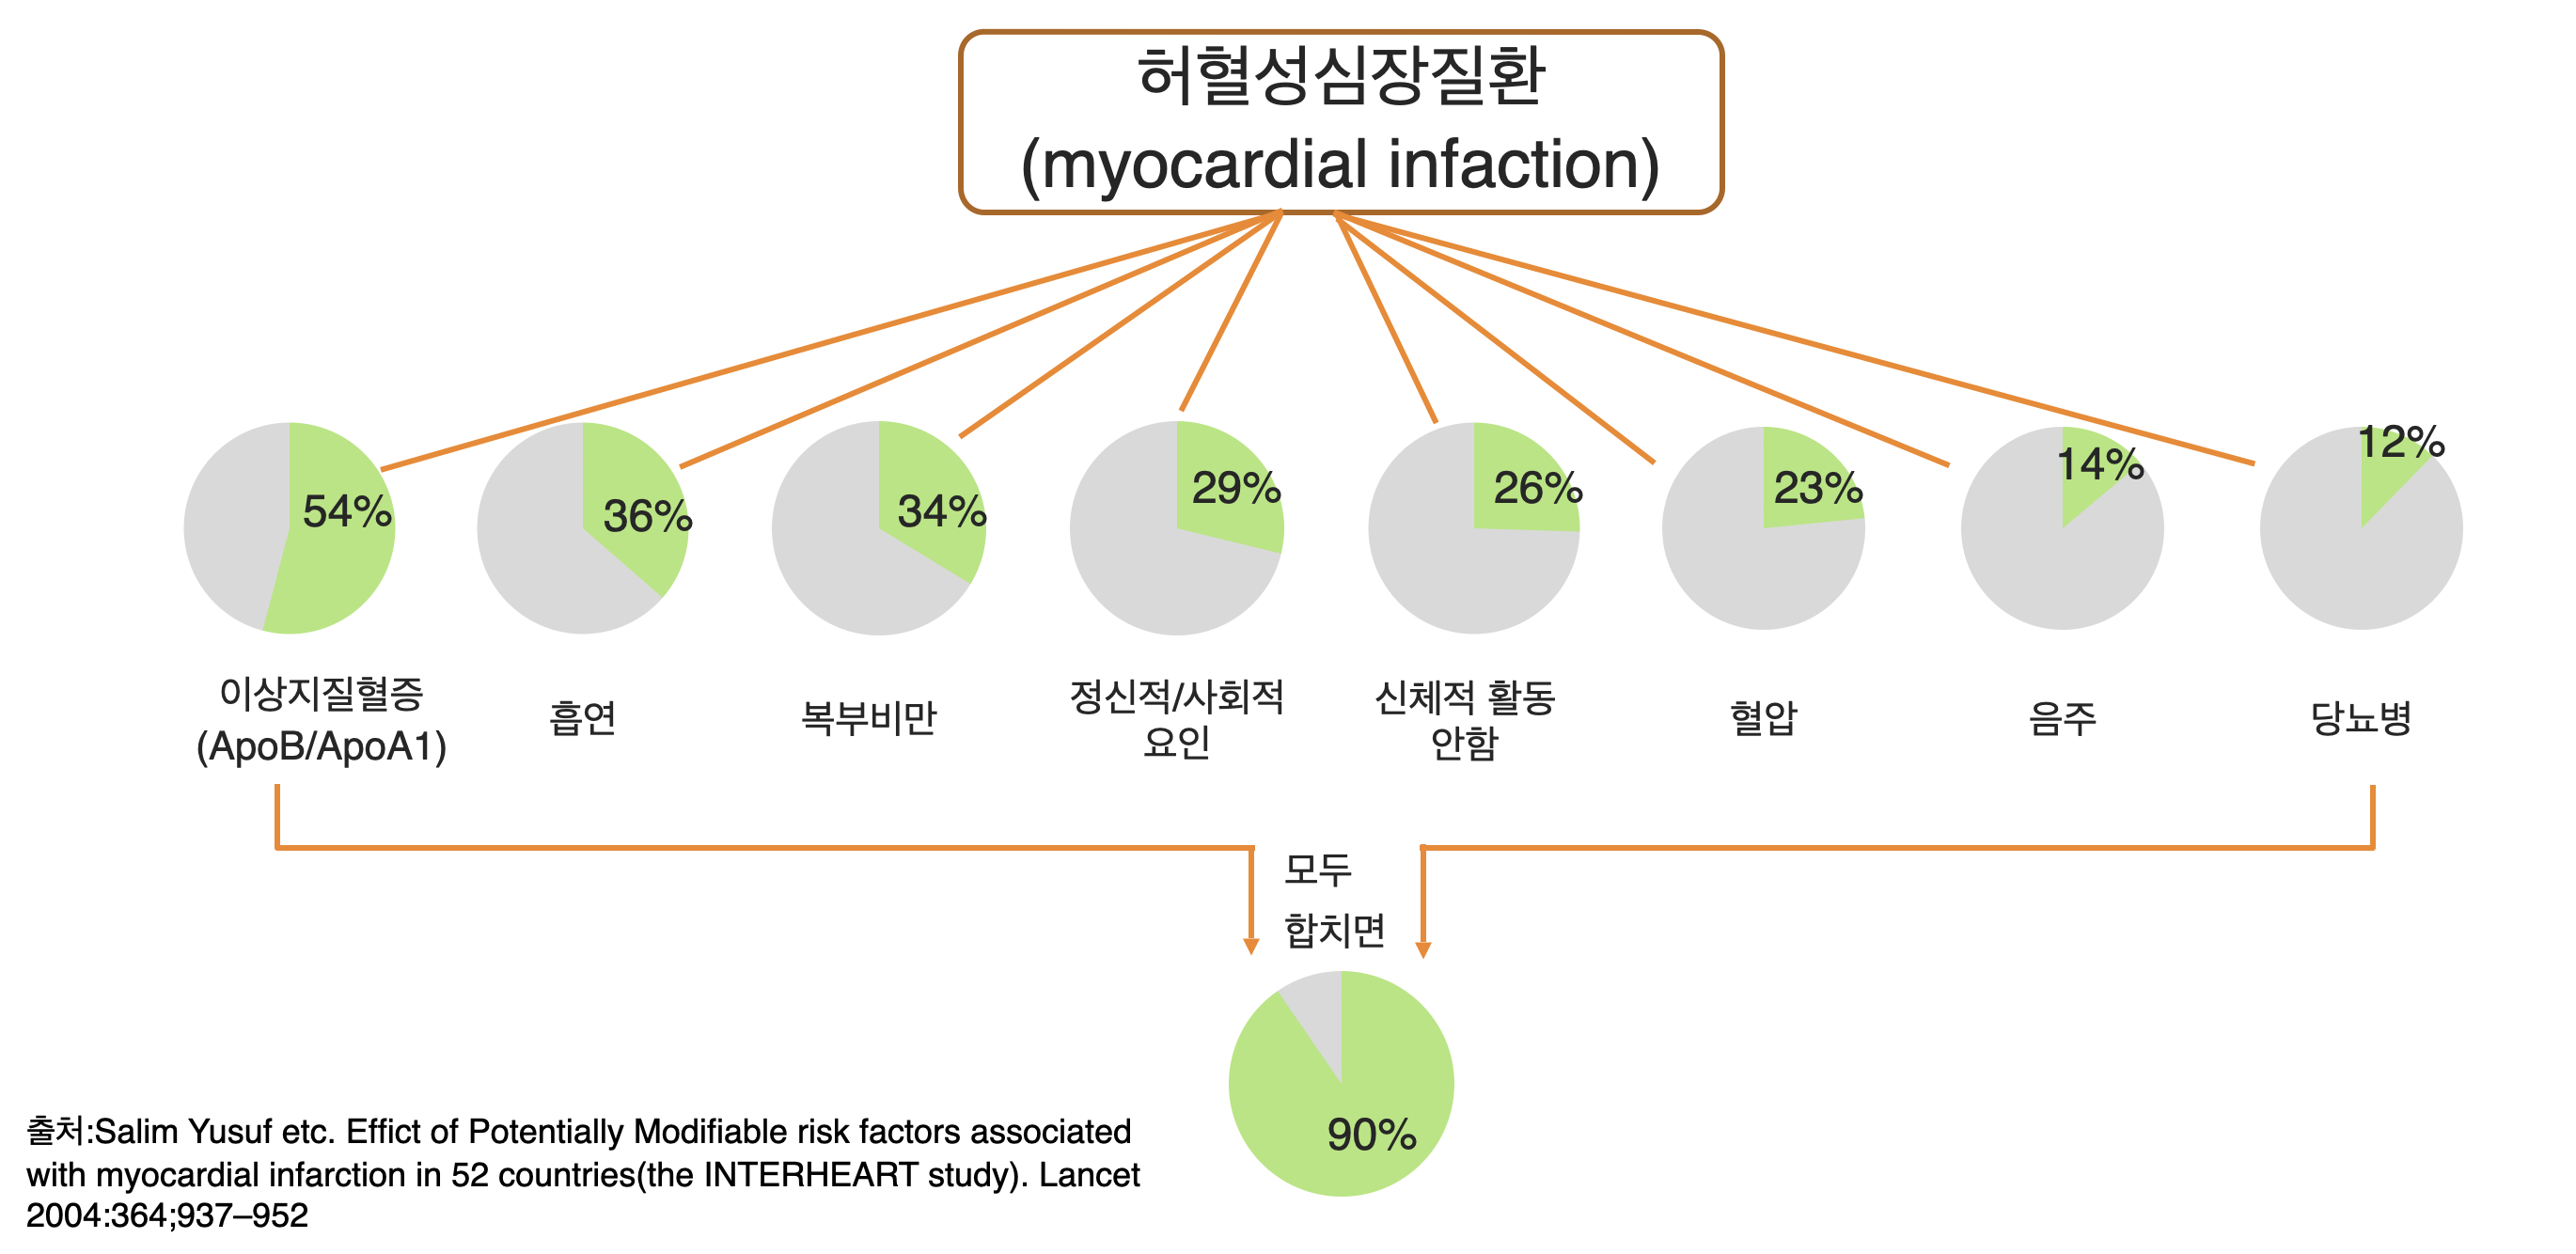 허혈성심장질환
(myocardial infaction)
54%
36%
34%
29%
26%
23%
14%
12%
이상지질혈증
(ApoB/ApoA1)
흡연
복부비만
정신적/사회적
요인
신체적 활동
안함
혈압
음주
당뇨병
모두
합치면
90%
출처:Salim Yusuf etc. Effict of Potentially Modifiable risk factors associated
with myocardial infarction in 52 countries(the INTERHEART study). Lancet
2004:364;937–952